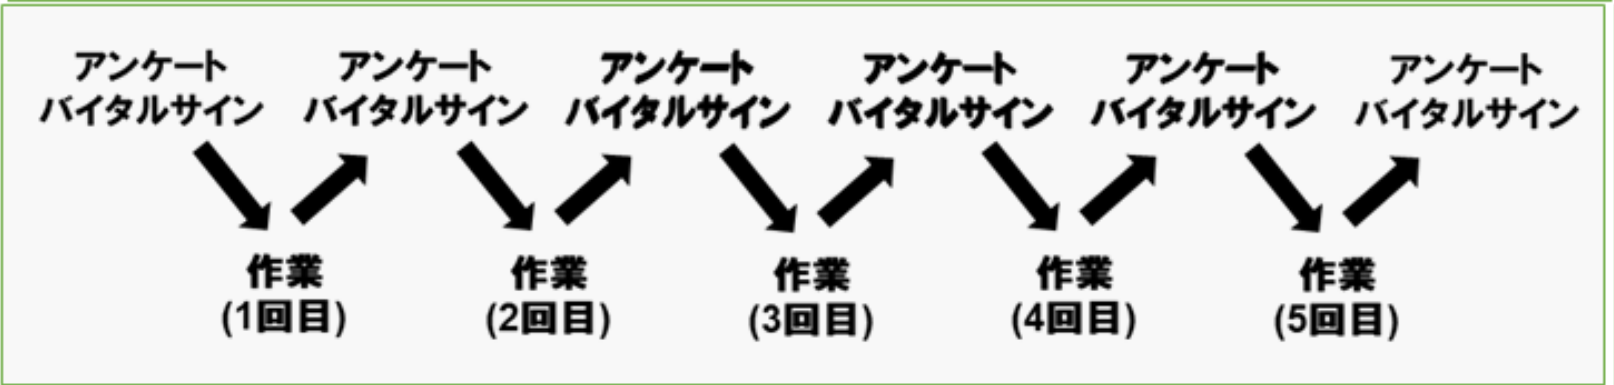 アンケート
バイタルサイン
アンケート
バイタルサイン
アンケート
バイタルサイン
アンケート
バイタルサイン
アンケート
バイタルサイン
アンケート
バイタルサイン
作業
(1回目)
作業
(2回目)
作業
(3回目)
作業
(4回目)
作業
(5回目)